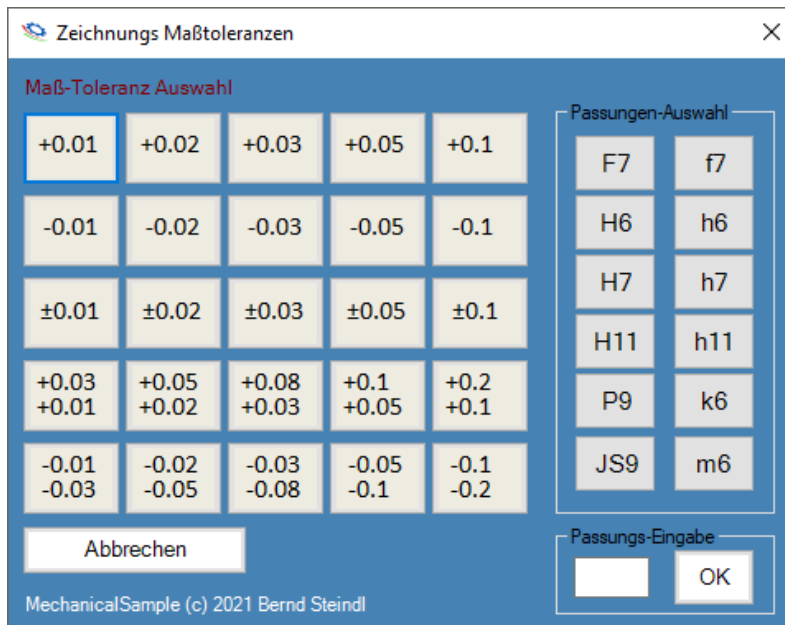 Zeichnungs Maßtoleranzen
Maß-Toleranz Auswahl
+0.01 +0.02 +0.03 +0.05 +0.1
-0.01 -0.02 -0.03 -0.05 -0.1
±0.01 ±0.02 ±0.03 ±0.05 ±0.1
+0.03 +0.05 +0.08 +0.1 +0.2
+0.01 +0.02 +0.03 +0.05 +0.1
-0.01 -0.02 -0.03 -0.05 -0.1
-0.03 -0.05 -0.08 -0.1 -0.2
Abbrechen
MechanicalSample (c) 2021 Bernd Steindl
Passungen-Auswahl
F7 f7
H6 h6
H7 h7
H11 h11
P9 k6
JS9 m6
Passungs-Eingabe
OK